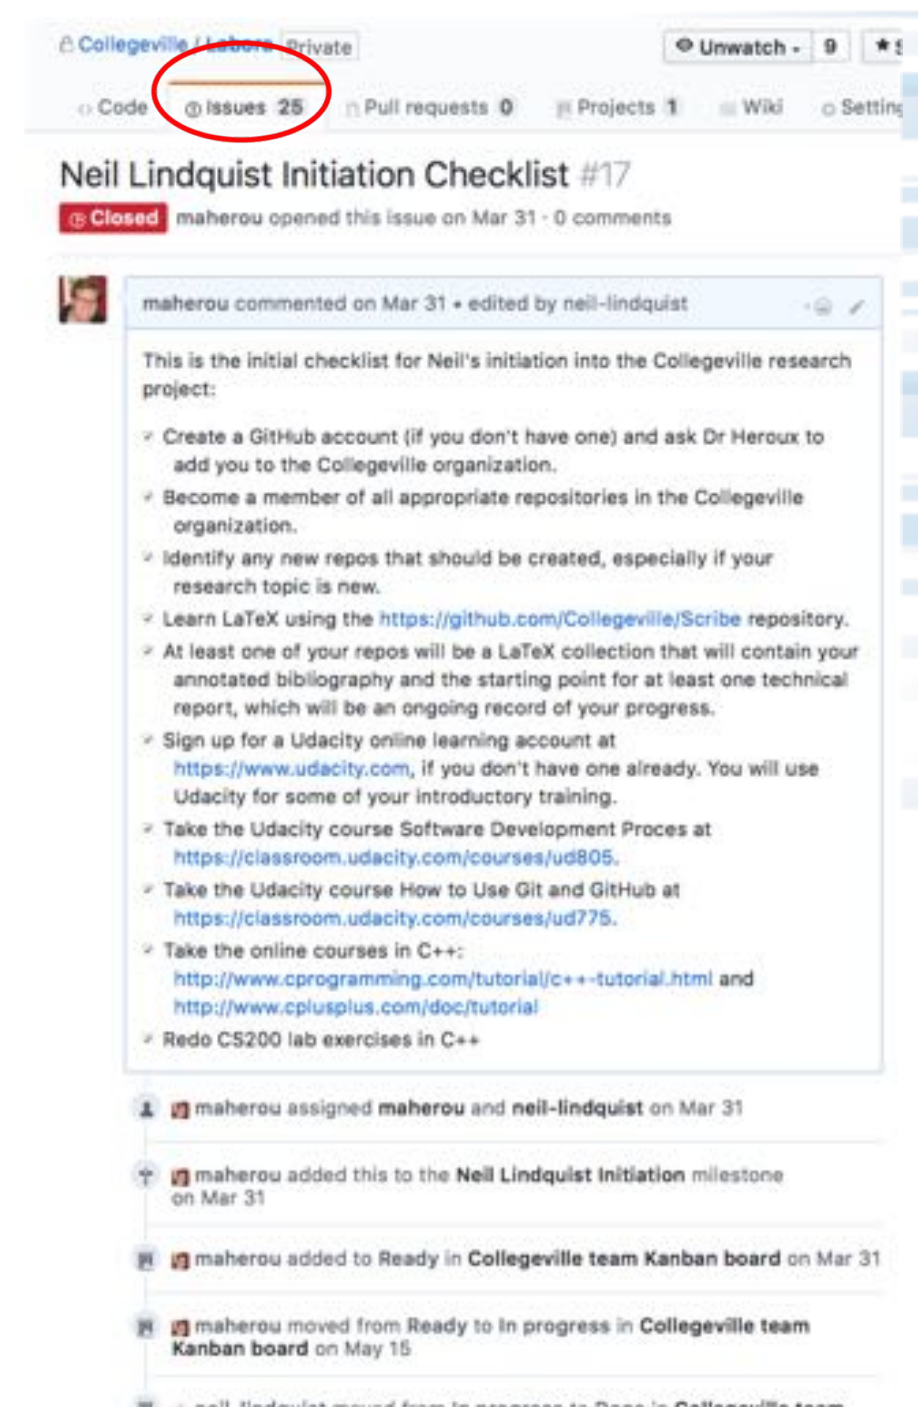 Collegeville / Labora Private
Unwatch 9
Code Issues 25 Pull requests 0 Projects 1 Wiki Setting
Neil Lindquist Initiation Checklist #17
Closed maherou opened this issue on Mar 31 · 0 comments
maherou commented on Mar 31 • edited by neil-lindquist
This is the initial checklist for Neil's initiation into the Collegeville research
project:
Create a GitHub account (if you don't have one) and ask Dr Heroux to
add you to the Collegeville organization.
Become a member of all appropriate repositories in the Collegeville
organization.
Identify any new repos that should be created, especially if your
research topic is new.
Learn LaTeX using the https://github.com/Collegeville/Scribe repository.
At least one of your repos will be a LaTeX collection that will contain your
annotated bibliography and the starting point for at least one technical
report, which will be an ongoing record of your progress.
Sign up for a Udacity online learning account at
https://www.udacity.com, if you don't have one already. You will use
Udacity for some of your introductory training.
Take the Udacity course Software Development Proces at
https://classroom.udacity.com/courses/ud805.
Take the Udacity course How to Use Git and GitHub at
https://classroom.udacity.com/courses/ud775.
Take the online courses in C++:
http://www.cprogramming.com/tutorial/c++-tutorial.html and
http://www.cplusplus.com/doc/tutorial
Redo CS200 lab exercises in C++
maherou assigned maherou and neil-lindquist on Mar 31
maherou added this to the Neil Lindquist Initiation milestone
on Mar 31
maherou added to Ready in Collegeville team Kanban board on Mar 31
maherou moved from Ready to In progress in Collegeville team
Kanban board on May 15
neil-lindquist moved from In progress to Done in Collegeville team